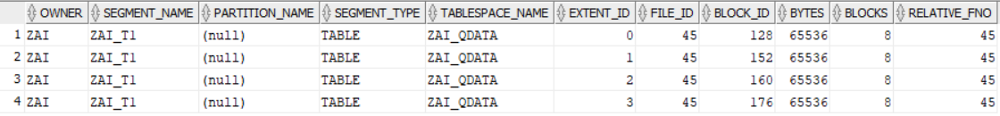 OWNER SEGMENT_NAME PARTITION_NAME SEGMENT_TYPE TABLESPACE_NAME EXTENT_ID FILE_ID BLOCK_ID BYTES BLOCKS RELATIVE_FNO
1 ZAI ZAI_T1 (null) TABLE ZAI_QDATA 0 45 128 65536 8 45
2 ZAI ZAI_T1 (null) TABLE ZAI_QDATA 1 45 152 65536 8 45
3 ZAI ZAI_T1 (null) TABLE ZAI_QDATA 2 45 160 65536 8 45
4 ZAI ZAI_T1 (null) TABLE ZAI_QDATA 3 45 176 65536 8 45